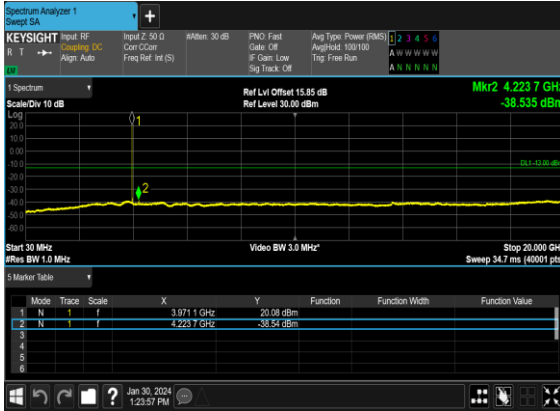 Spectrum Analyzer 1
Swept SA
+
KEYSIGHT
R T
Input: RF
Coupling: DC
Align: Auto
Input Z: 50 Ω
Corr CCorr
Freq Ref: Int (S)
#Atten: 30 dB
PNO: Fast
Gate: Off
IF Gain: Low
Sig Track: Off
Avg Type: Power (RMS)
Avg|Hold: 100/100
Trig: Free Run
1 2 3 4 5 6
A W W W W W
A N N N N N
1 Spectrum
Scale/Div 10 dB
Ref Lvl Offset 15.85 dB
Ref Level 30.00 dBm
Mkr2 4.223 7 GHz
-38.535 dBm
Log
20.0
10.0
0.00
-10.0
-20.0
-30.0
-40.0
-50.0
-60.0
1
2
DL1 -13.00 dBm
Start 30 MHz
#Res BW 1.0 MHz
Video BW 3.0 MHz*
Stop 20.000 GHz
Sweep 34.7 ms (40001 pts)
5 Marker Table
Mode Trace Scale X Y Function Function Width Function Value
1 N 1 f 3.971 1 GHz 20.08 dBm
2 N 1 f 4.223 7 GHz -38.54 dBm
3
4
5
6
?
Jan 30, 2024
1:23:57 PM